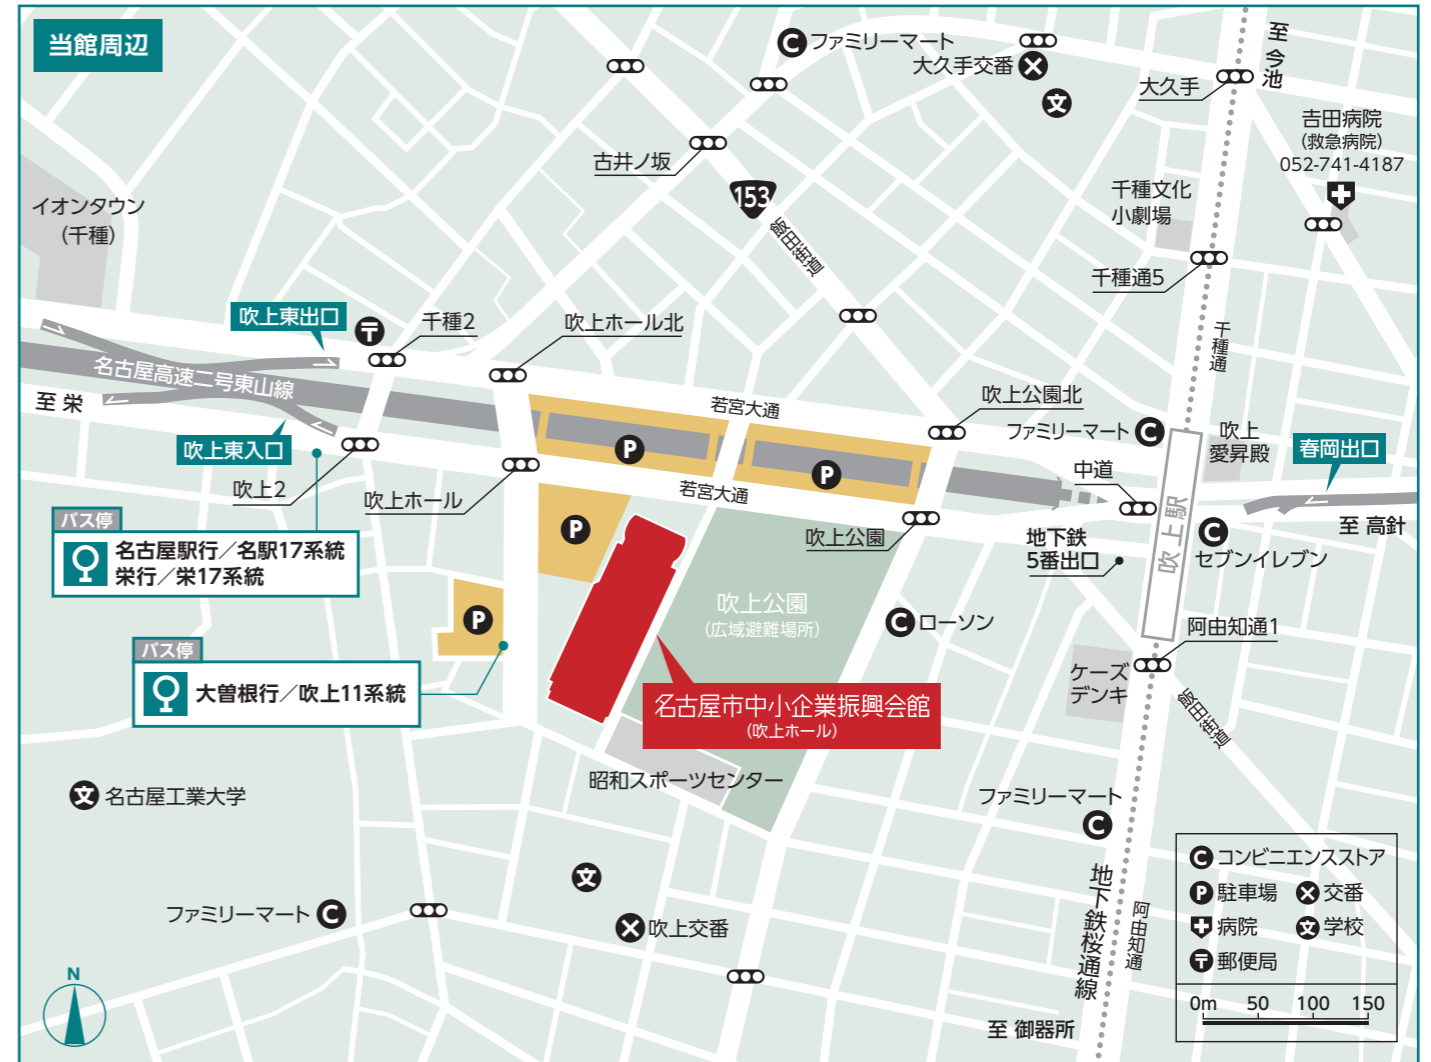 当館周辺
ファミリーマート
大久手交番
文
大久手
至 今池
吉田病院
(救急病院)
052-741-4187
古井ノ坂
153
飯田街道
千種文化
小劇場
千種通5
千種通
イオンタウン
(千種)
吹上東出口
〒
千種2
吹上ホール北
名古屋高速二号東山線
至 栄
若宮大通
吹上公園北
ファミリーマート
C
吹上
愛昇殿
春岡出口
吹上東入口
吹上2
吹上ホール
P
P
若宮大通
中道
吹上公園
至 高針
バス停
名古屋駅行/名駅17系統
栄行/栄17系統
P
地下鉄
5番出口
吹上駅
C
セブンイレブン
吹上公園
(広域避難場所)
P
C
ローソン
阿由知通1
バス停
大曽根行/吹上11系統
ケーズ
デンキ
飯田街道
名古屋市中小企業振興会館
(吹上ホール)
昭和スポーツセンター
文
名古屋工業大学
ファミリーマート
C
文
ファミリーマート
C
吹上交番
地下鉄桜通線
阿由知通
至 御器所
N
C
コンビニエンスストア
P
駐車場
交番
病院
文
学校
〒
郵便局
0m 50 100 150